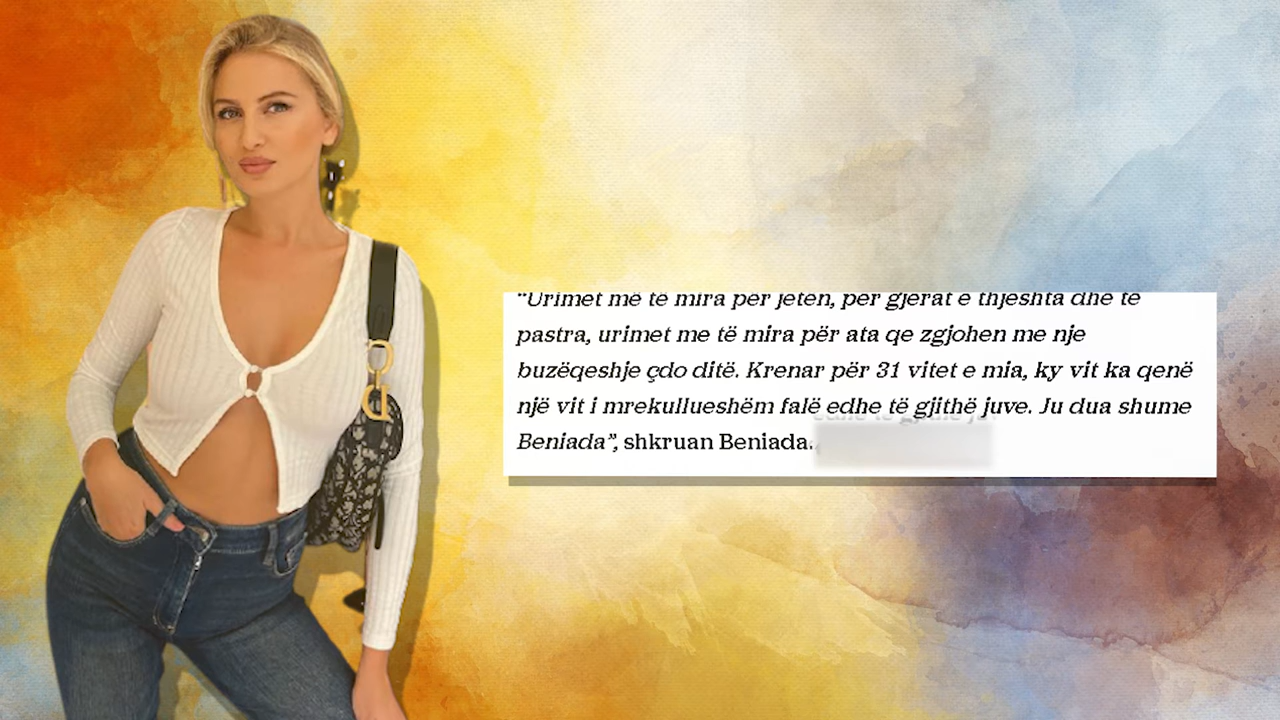 “Urimet më të mira për jetën, për gjërat e thjeshta dhe të
pastra, urimet me të mira për ata qe zgjohen me nje
buzëqeshje çdo ditë. Krenar për 31 vitet e mia, ky vit ka qenë
një vit i mrekullueshëm falë edhe të gjithë juve. Ju dua shume
Beniada”, shkruan Beniada.